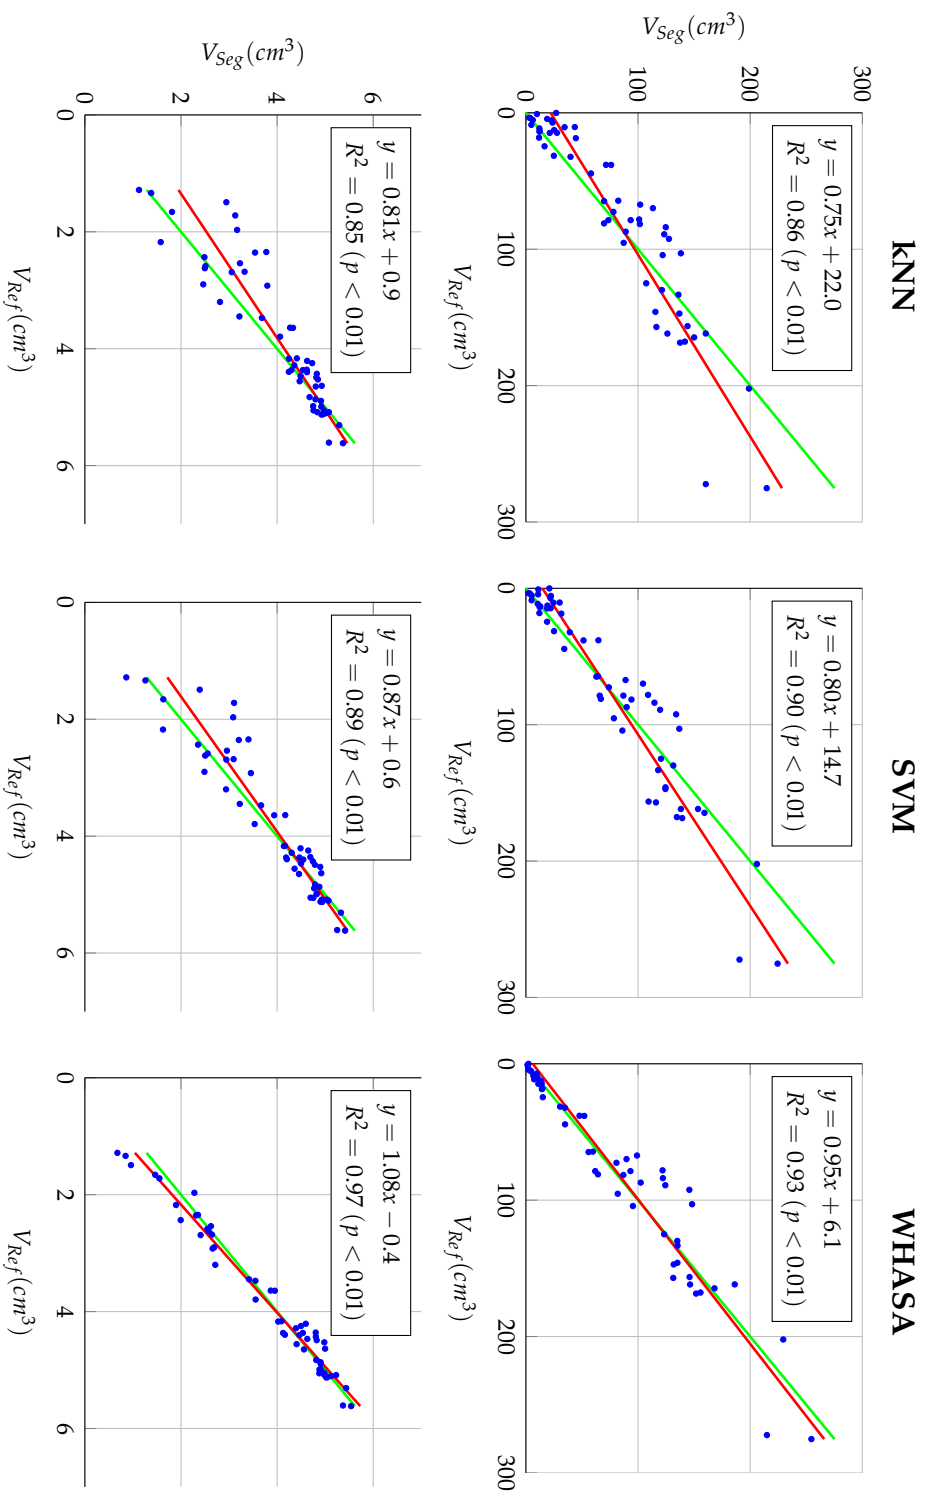 kNN
SVM
WHASA
V_Seg(cm³)
300
200
100
0
y = 0.75x + 22.0
R² = 0.86 (p < 0.01)
0
100
200
300
V_Ref(cm³)
y = 0.80x + 14.7
R² = 0.90 (p < 0.01)
0
100
200
300
V_Ref(cm³)
y = 0.95x + 6.1
R² = 0.93 (p < 0.01)
0
100
200
300
V_Ref(cm³)
V_Seg(cm³)
6
4
2
0
y = 0.81x + 0.9
R² = 0.85 (p < 0.01)
0
2
4
6
V_Ref(cm³)
y = 0.87x + 0.6
R² = 0.89 (p < 0.01)
0
2
4
6
V_Ref(cm³)
y = 1.08x − 0.4
R² = 0.97 (p < 0.01)
0
2
4
6
V_Ref(cm³)